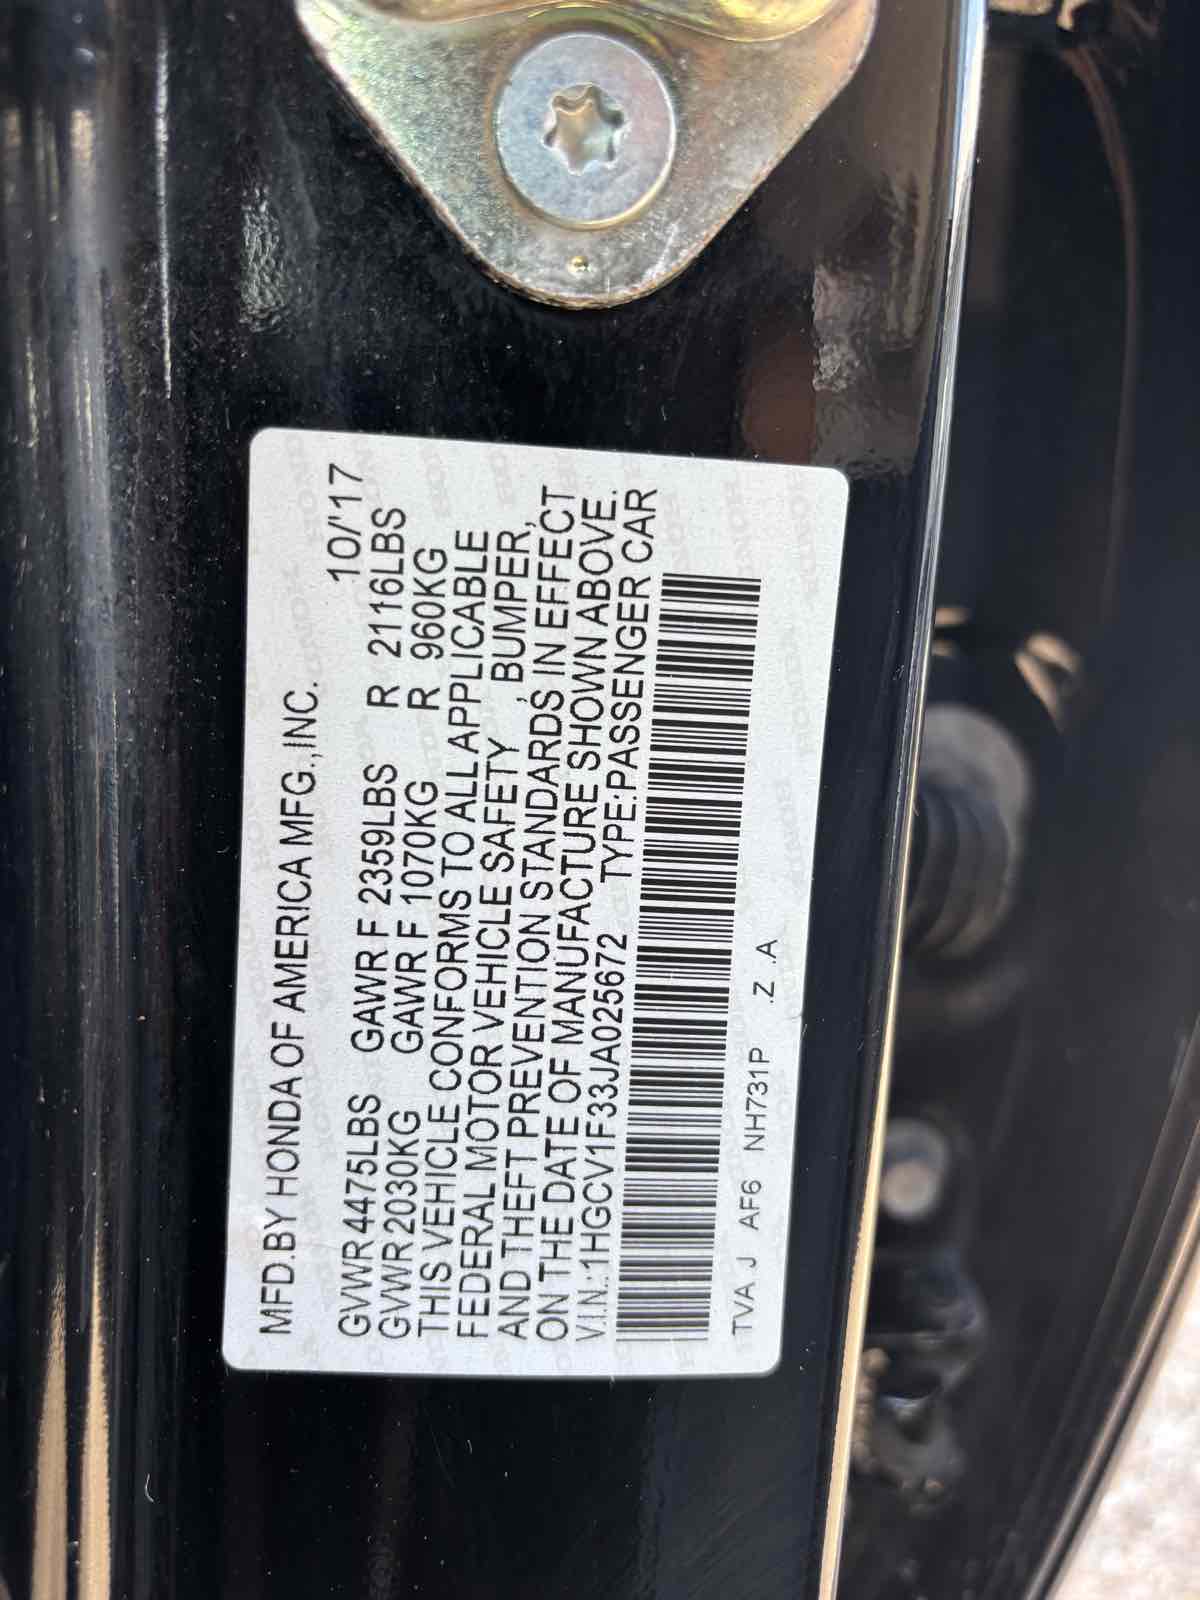 MFD.BY HONDA OF AMERICA MFG.,INC.
10/'17
GVWR 4475LBS GAWR F 2359LBS R 2116LBS
GVWR 2030KG GAWR F 1070KG R 960KG
THIS VEHICLE CONFORMS TO ALL APPLICABLE
FEDERAL MOTOR VEHICLE SAFETY , BUMPER,
AND THEFT PREVENTION STANDARDS IN EFFECT
ON THE DATE OF MANUFACTURE SHOWN ABOVE.
V.I.N.:1HGCV1F33JA025672 TYPE:PASSENGER CAR
TVA J AF6 NH731P .Z .A